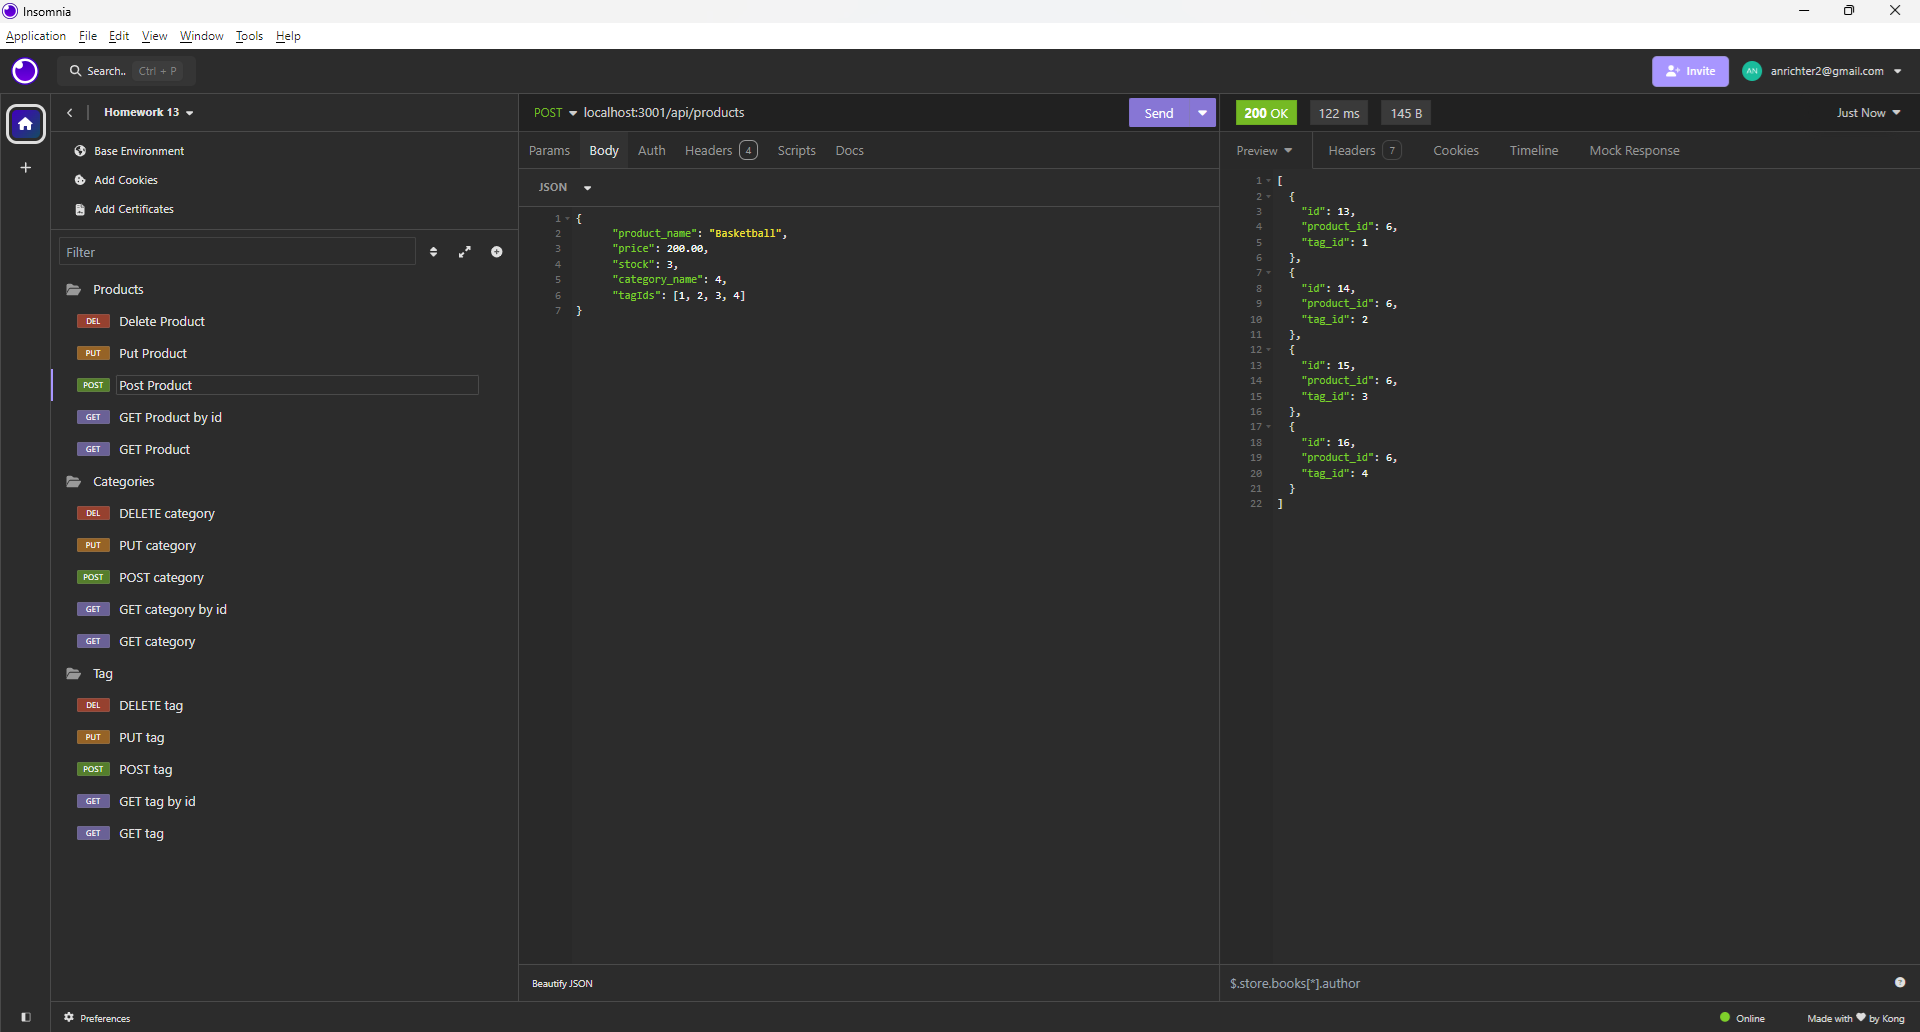 Insomnia
Application File Edit View Window Tools Help
Search.. Ctrl + P
Invite
AN anrichter2@gmail.com
Homework 13
Base Environment
Add Cookies
Add Certificates
Filter
Products
DEL Delete Product
PUT Put Product
POST Post Product
GET GET Product by id
GET GET Product
Categories
DEL DELETE category
PUT PUT category
POST POST category
GET GET category by id
GET GET category
Tag
DEL DELETE tag
PUT PUT tag
POST POST tag
GET GET tag by id
GET GET tag
Preferences
POST localhost:3001/api/products
Send
Params Body Auth Headers 4 Scripts Docs
JSON
1 {
2 "product_name": "Basketball",
3 "price": 200.00,
4 "stock": 3,
5 "category_name": 4,
6 "tagIds": [1, 2, 3, 4]
7 }
Beautify JSON
200 OK 122 ms 145 B
Just Now
Preview Headers 7 Cookies Timeline Mock Response
1 [
2 {
3 "id": 13,
4 "product_id": 6,
5 "tag_id": 1
6 },
7 {
8 "id": 14,
9 "product_id": 6,
10 "tag_id": 2
11 },
12 {
13 "id": 15,
14 "product_id": 6,
15 "tag_id": 3
16 },
17 {
18 "id": 16,
19 "product_id": 6,
20 "tag_id": 4
21 }
22 ]
$.store.books[*].author
Online
Made with ♥ by Kong